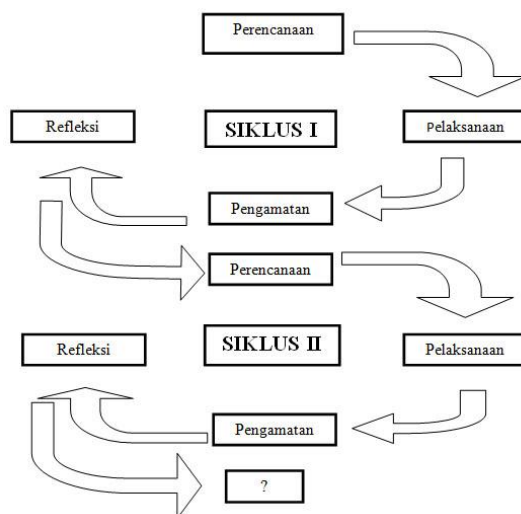 Perencanaan
Refleksi
SIKLUS I
Pelaksanaan
Pengamatan
Perencanaan
Refleksi
SIKLUS II
Pelaksanaan
Pengamatan
?